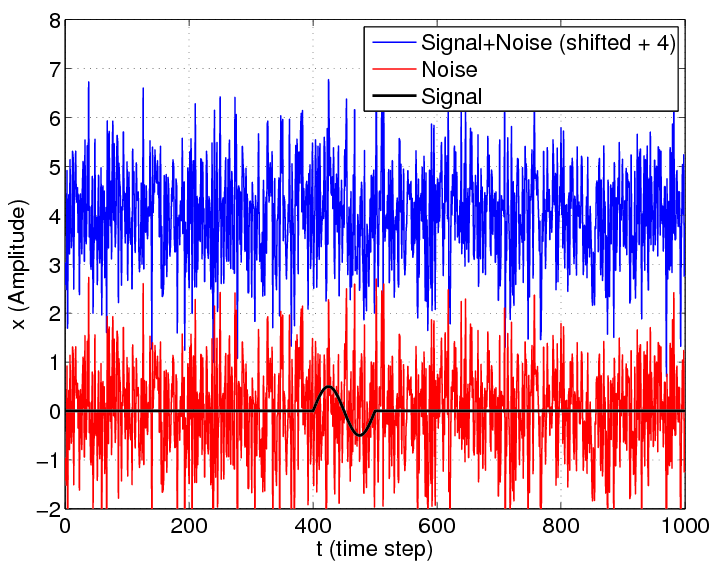 8
7
6
5
4
3
2
1
0
−1
−2
x (Amplitude)
Signal+Noise (shifted + 4)
Noise
Signal
0 200 400 600 800 1000
t (time step)